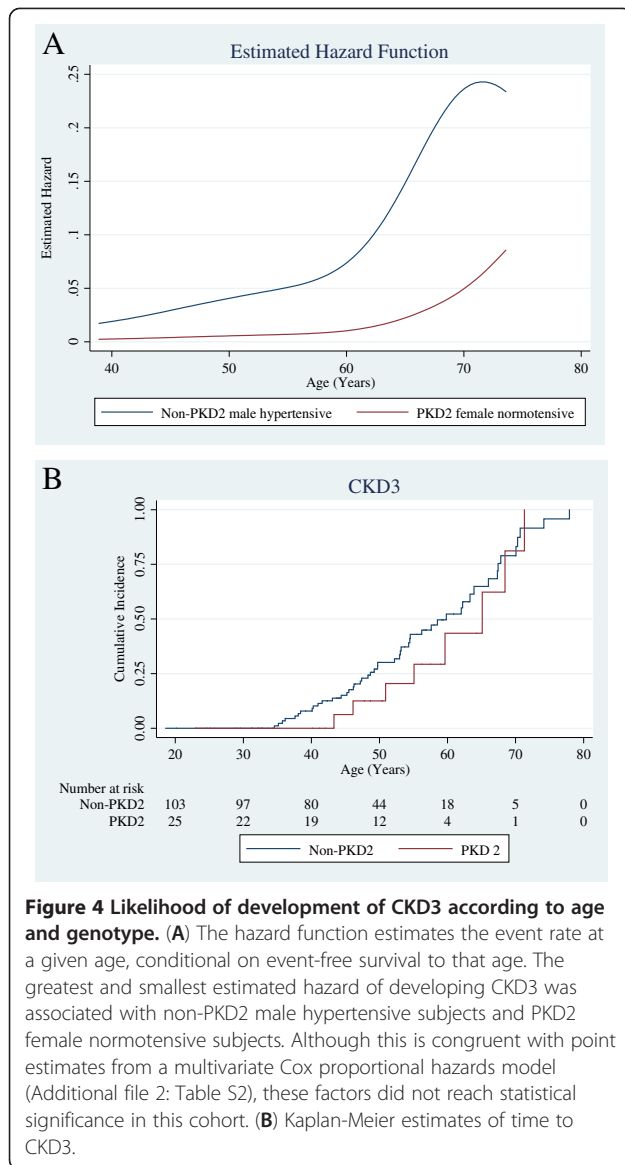 A
Estimated Hazard Function
.25
.2
.15
.1
.05
0
Estimated Hazard
40 50 60 70 80
Age (Years)
Non-PKD2 male hypertensive PKD2 female normotensive
B
CKD3
1.00
0.75
0.50
0.25
0.00
Cumulative Incidence
20 30 40 50 60 70 80
Age (Years)
Number at risk
Non-PKD2 103 97 80 44 18 5 0
PKD2 25 22 19 12 4 1 0
Non-PKD2 PKD 2
Figure 4 Likelihood of development of CKD3 according to age
and genotype. (A) The hazard function estimates the event rate at
a given age, conditional on event-free survival to that age. The
greatest and smallest estimated hazard of developing CKD3 was
associated with non-PKD2 male hypertensive subjects and PKD2
female normotensive subjects. Although this is congruent with point
estimates from a multivariate Cox proportional hazards model
(Additional file 2: Table S2), these factors did not reach statistical
significance in this cohort. (B) Kaplan-Meier estimates of time to
CKD3.